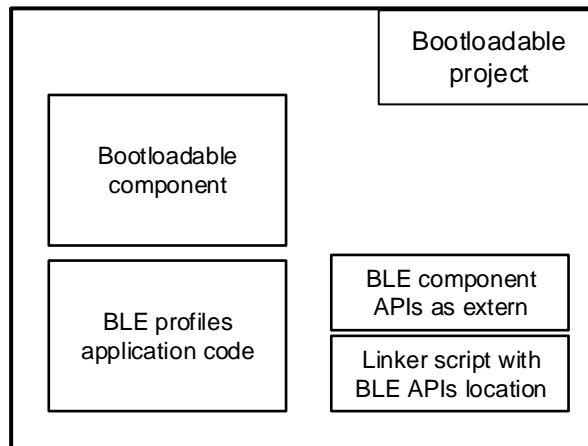 Bootloadable
project
Bootloadable
component
BLE profiles
application code
BLE component
APIs as extern
Linker script with
BLE APIs location